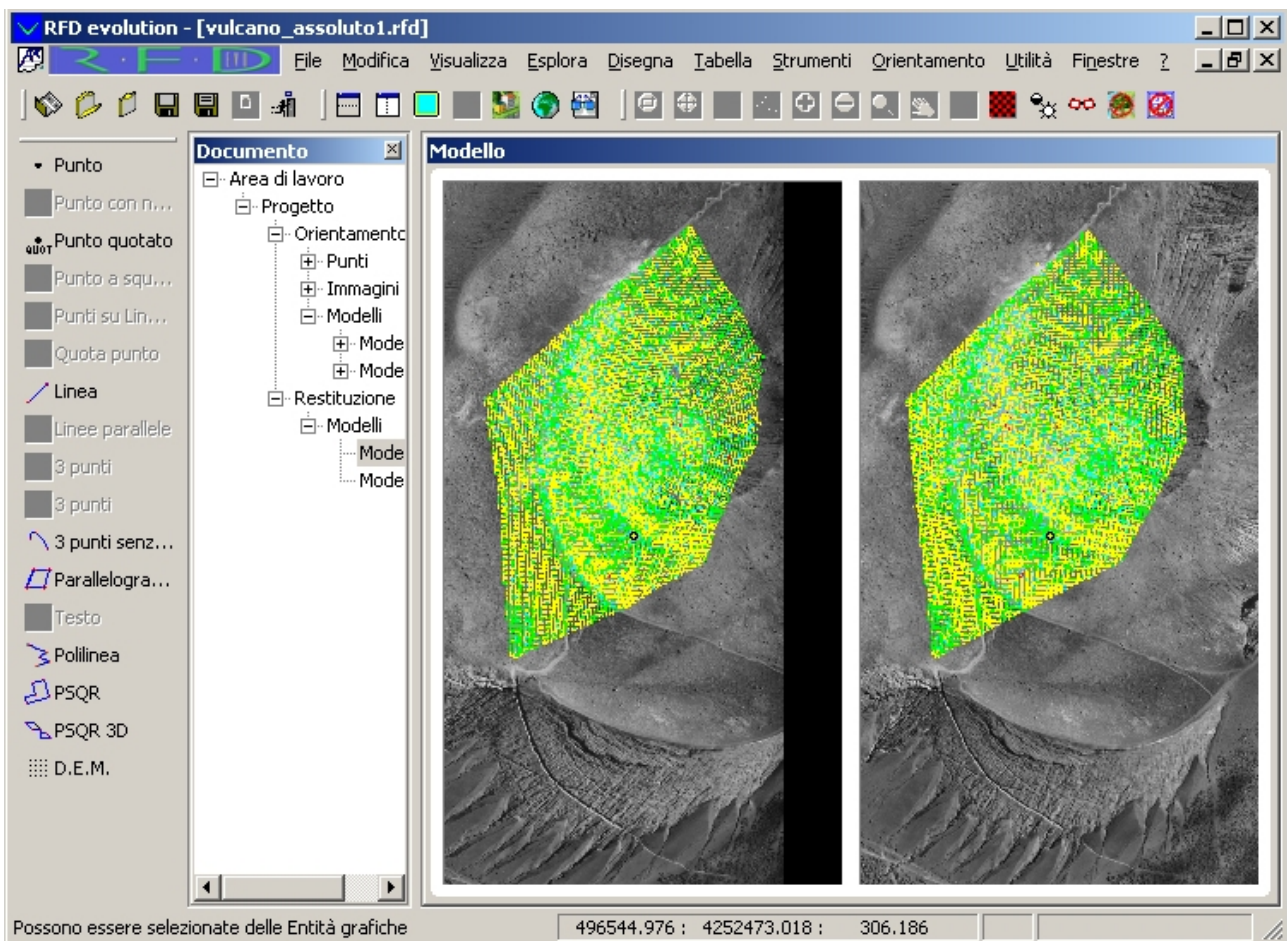 RFD evolution - [vulcano_assoluto1.rfd]
R·F·D File Modifica Visualizza Esplora Disegna Tabella Strumenti Orientamento Utilità Finestre ?
Punto
Punto con n...
QUOT Punto quotato
Punto a squ...
Punti su Lin...
Quota punto
Linea
Linee parallele
3 punti
3 punti
3 punti senz...
Parallelogra...
Testo
Polilinea
PSQR
PSQR 3D
D.E.M.
Documento
Area di lavoro
Progetto
Orientamento
Punti
Immagini
Modelli
Mode
Mode
Restituzione
Modelli
Mode
Mode
Modello
Possono essere selezionate delle Entità grafiche 496544.976 : 4252473.018 : 306.186